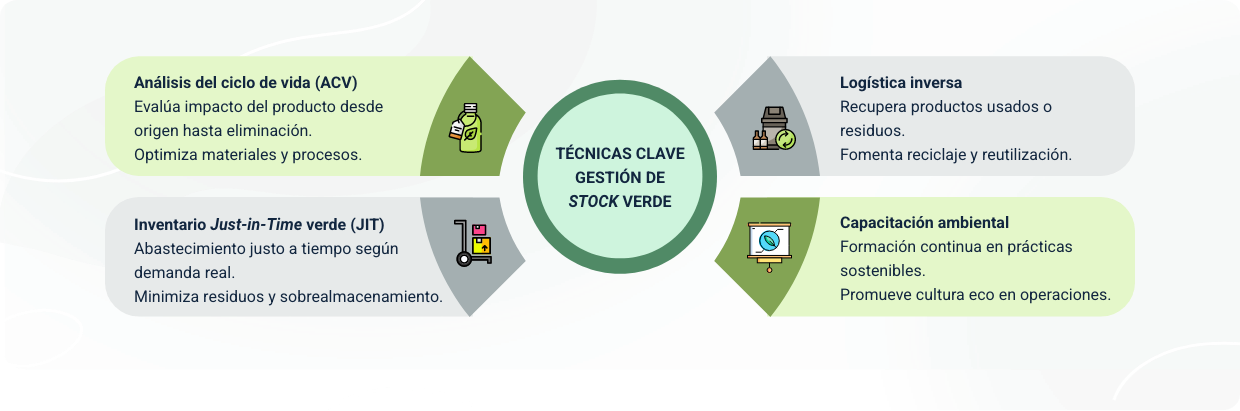 Análisis del ciclo de vida (ACV)
Evalúa impacto del producto desde
origen hasta eliminación.
Optimiza materiales y procesos.
Inventario Just-in-Time verde (JIT)
Abastecimiento justo a tiempo según
demanda real.
Minimiza residuos y sobrealmacenamiento.
TÉCNICAS CLAVE
GESTIÓN DE
STOCK VERDE
Logística inversa
Recupera productos usados o
residuos.
Fomenta reciclaje y reutilización.
Capacitación ambiental
Formación continua en prácticas
sostenibles.
Promueve cultura eco en operaciones.